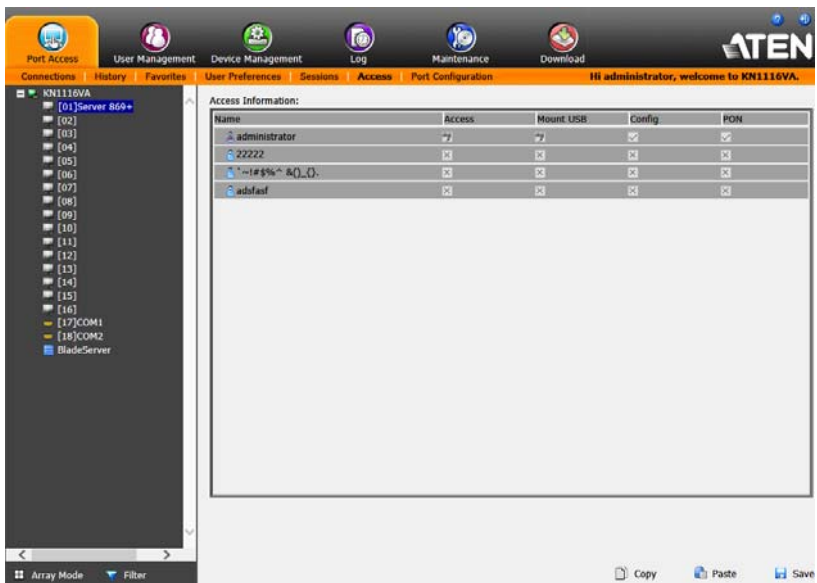 Port Access
User Management
Device Management
Log
Maintenance
Download
ATEN
Connections
History
Favorites
User Preferences
Sessions
Access
Port Configuration
Hi administrator, welcome to KN1116VA.
KN1116VA
[01]Server 869+
[02]
[03]
[04]
[05]
[06]
[07]
[08]
[09]
[10]
[11]
[12]
[13]
[14]
[15]
[16]
[17]COM1
[18]COM2
BladeServer
Array Mode
Filter
Access Information:
Name Access Mount USB Config PON
administrator
22222
`~!#$%^ &()_{}.
adsfasf
Copy
Paste
Save